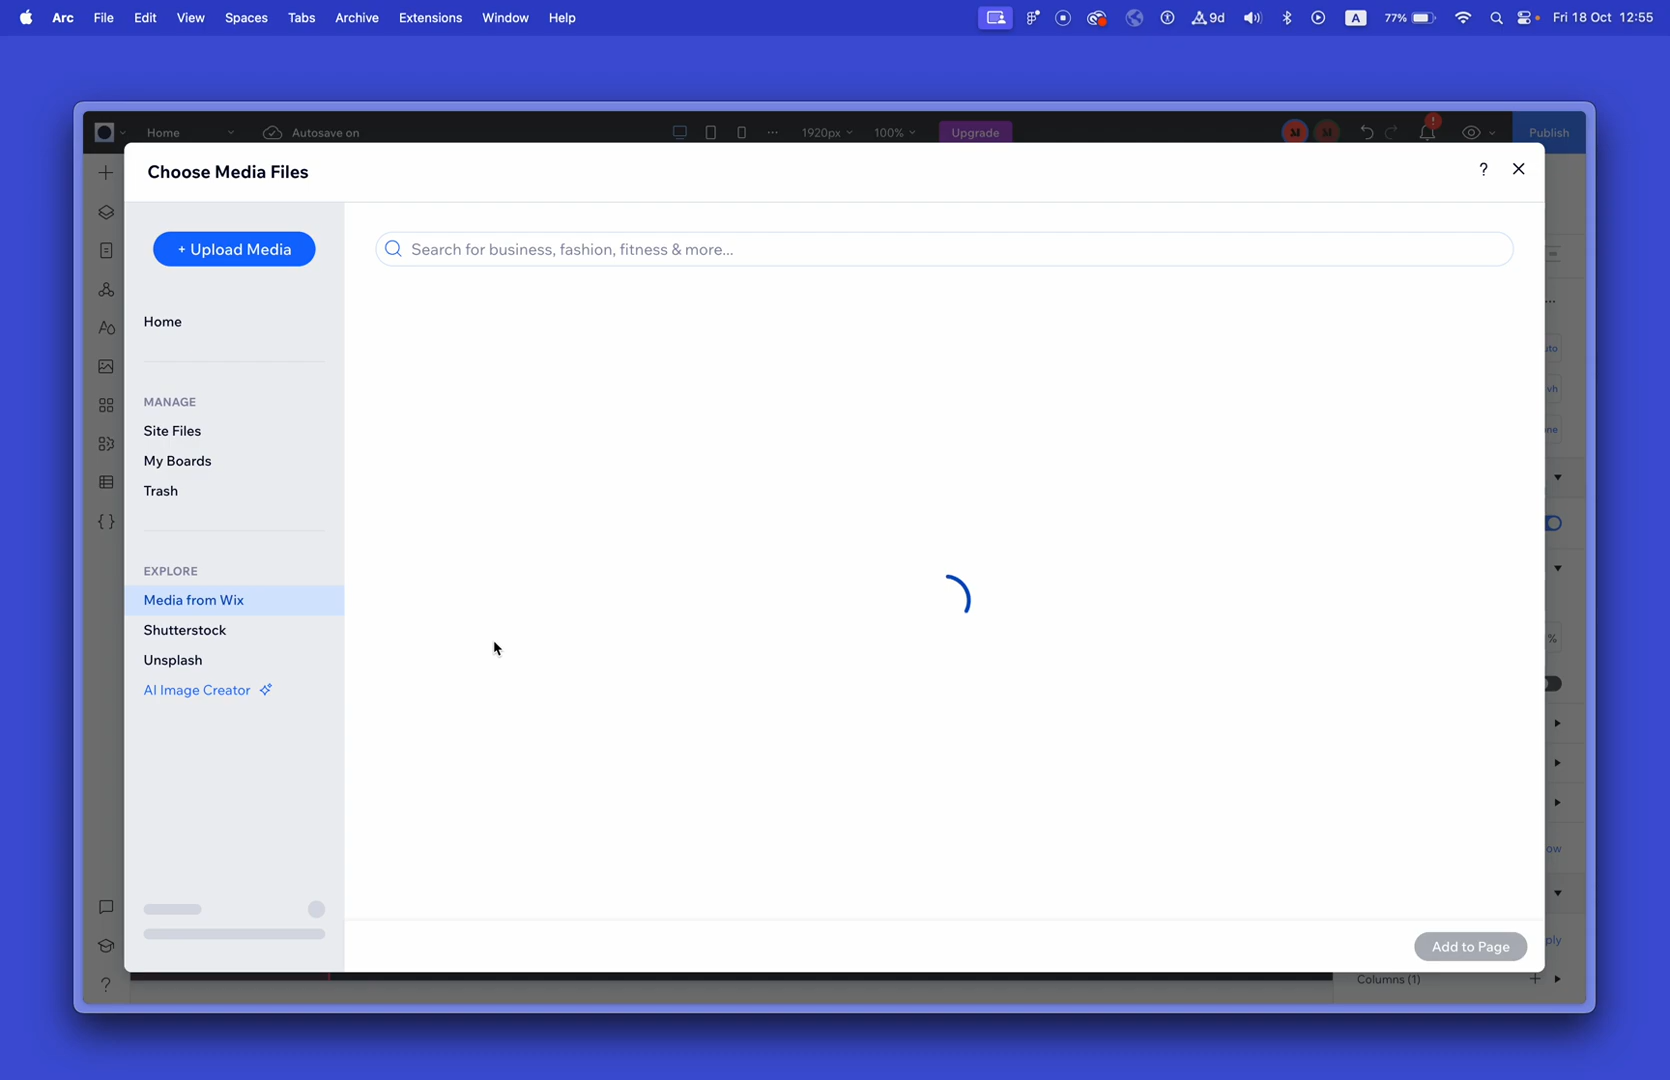 Arc File Edit View Spaces Tabs Archive Extensions Window Help 9d A 77% Fri 18 Oct 12:55
Home Autosave on ... 1920px 100% Upgrade Publish
Choose Media Files ?
+ Upload Media
Search for business, fashion, fitness & more...
Home
MANAGE
Site Files
My Boards
Trash
EXPLORE
Media from Wix
Shutterstock
Unsplash
AI Image Creator
%
Add to Page
Columns (1)
?